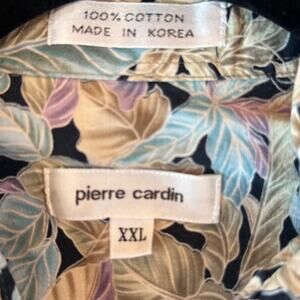 100% COTTON
MADE IN KOREA
pierre cardin
XXL